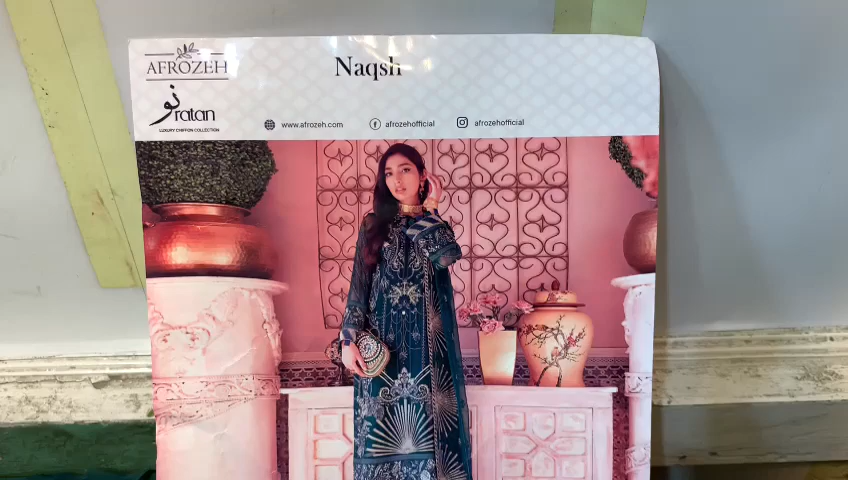 AFROZEH
Naqsh
نو ratan
LUXURY CHIFFON COLLECTION
www.afrozeh.com
afrozehofficial
afrozehofficial